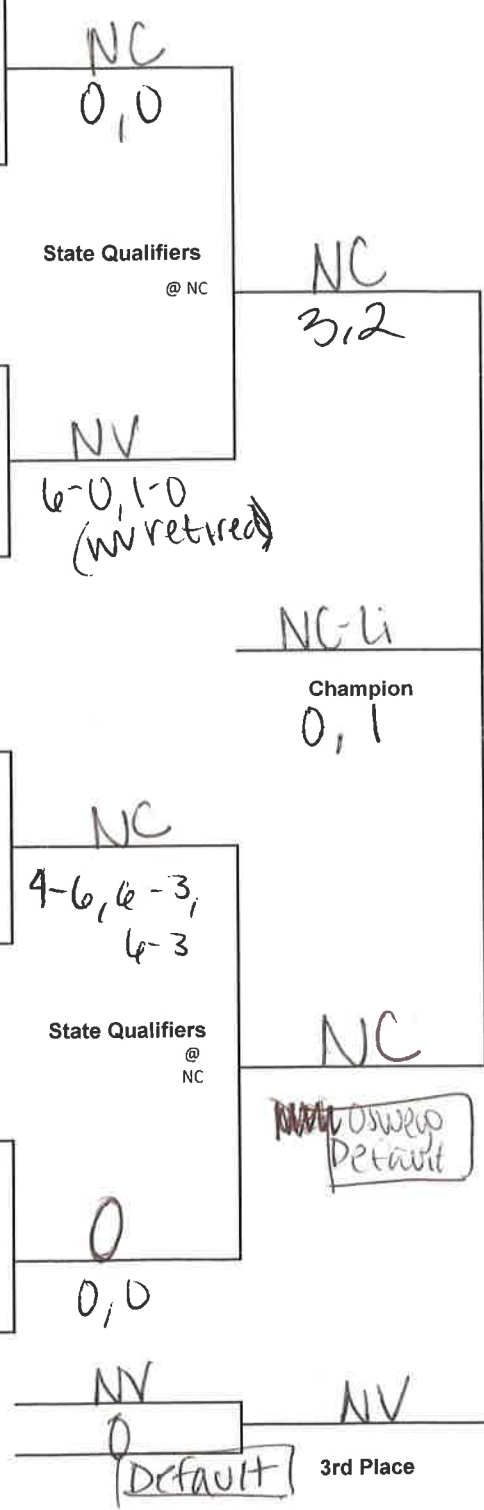 NC
0, 0
State Qualifiers
@ NC
NC
3, 2
NV
6-0, 1-0
(NV retired)
NC-Li
Champion
0, 1
NC
4-6, 6-3,
6-3
State Qualifiers
@
NC
NC
Oswego
Default
O
0, 0
NV
O
Default
NV
3rd Place